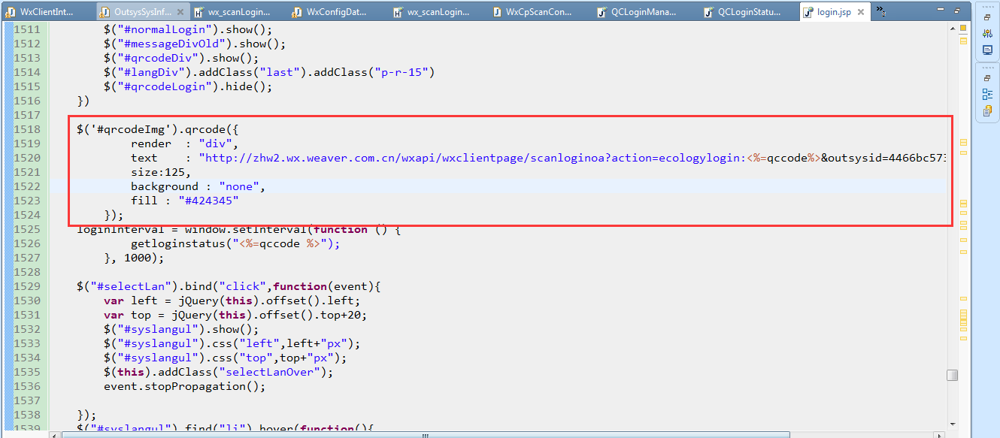 WxClientInt... OutsysSysInf... wx_scanLogin... WxConfigDat... wx_scanLogin... WxCpScanCon... QCLoginMana... QCLoginStatu... login.jsp
1511 $("#normalLogin").show();
1512 $("#messageDivOld").show();
1513 $("#qrcodeDiv").show();
1514 $("#langDiv").addClass("last").addClass("p-r-15")
1515 $("#qrcodeLogin").hide();
1516 })
1517
1518 $('#qrcodeImg').qrcode({
1519 render : "div",
1520 text : "http://zhw2.wx.weaver.com.cn/wxapi/wxclientpage/scanloginoa?action=ecologylogin:<%=qccode%>&outsysid=4466bc573
1521 size:125,
1522 background : "none",
1523 fill : "#424345"
1524 });
1525 loginInterval = window.setInterval(function () {
1526 getloginstatus("<%=qccode %>");
1527 }, 1000);
1528
1529 $("#selectLan").bind("click",function(event){
1530 var left = jQuery(this).offset().left;
1531 var top = jQuery(this).offset().top+20;
1532 $("#syslangul").show();
1533 $("#syslangul").css("left",left+"px");
1534 $("#syslangul").css("top",top+"px");
1535 $(this).addClass("selectLanOver");
1536 event.stopPropagation();
1537
1538 });
1539 $("#syslangul").find("li").hover(function(){